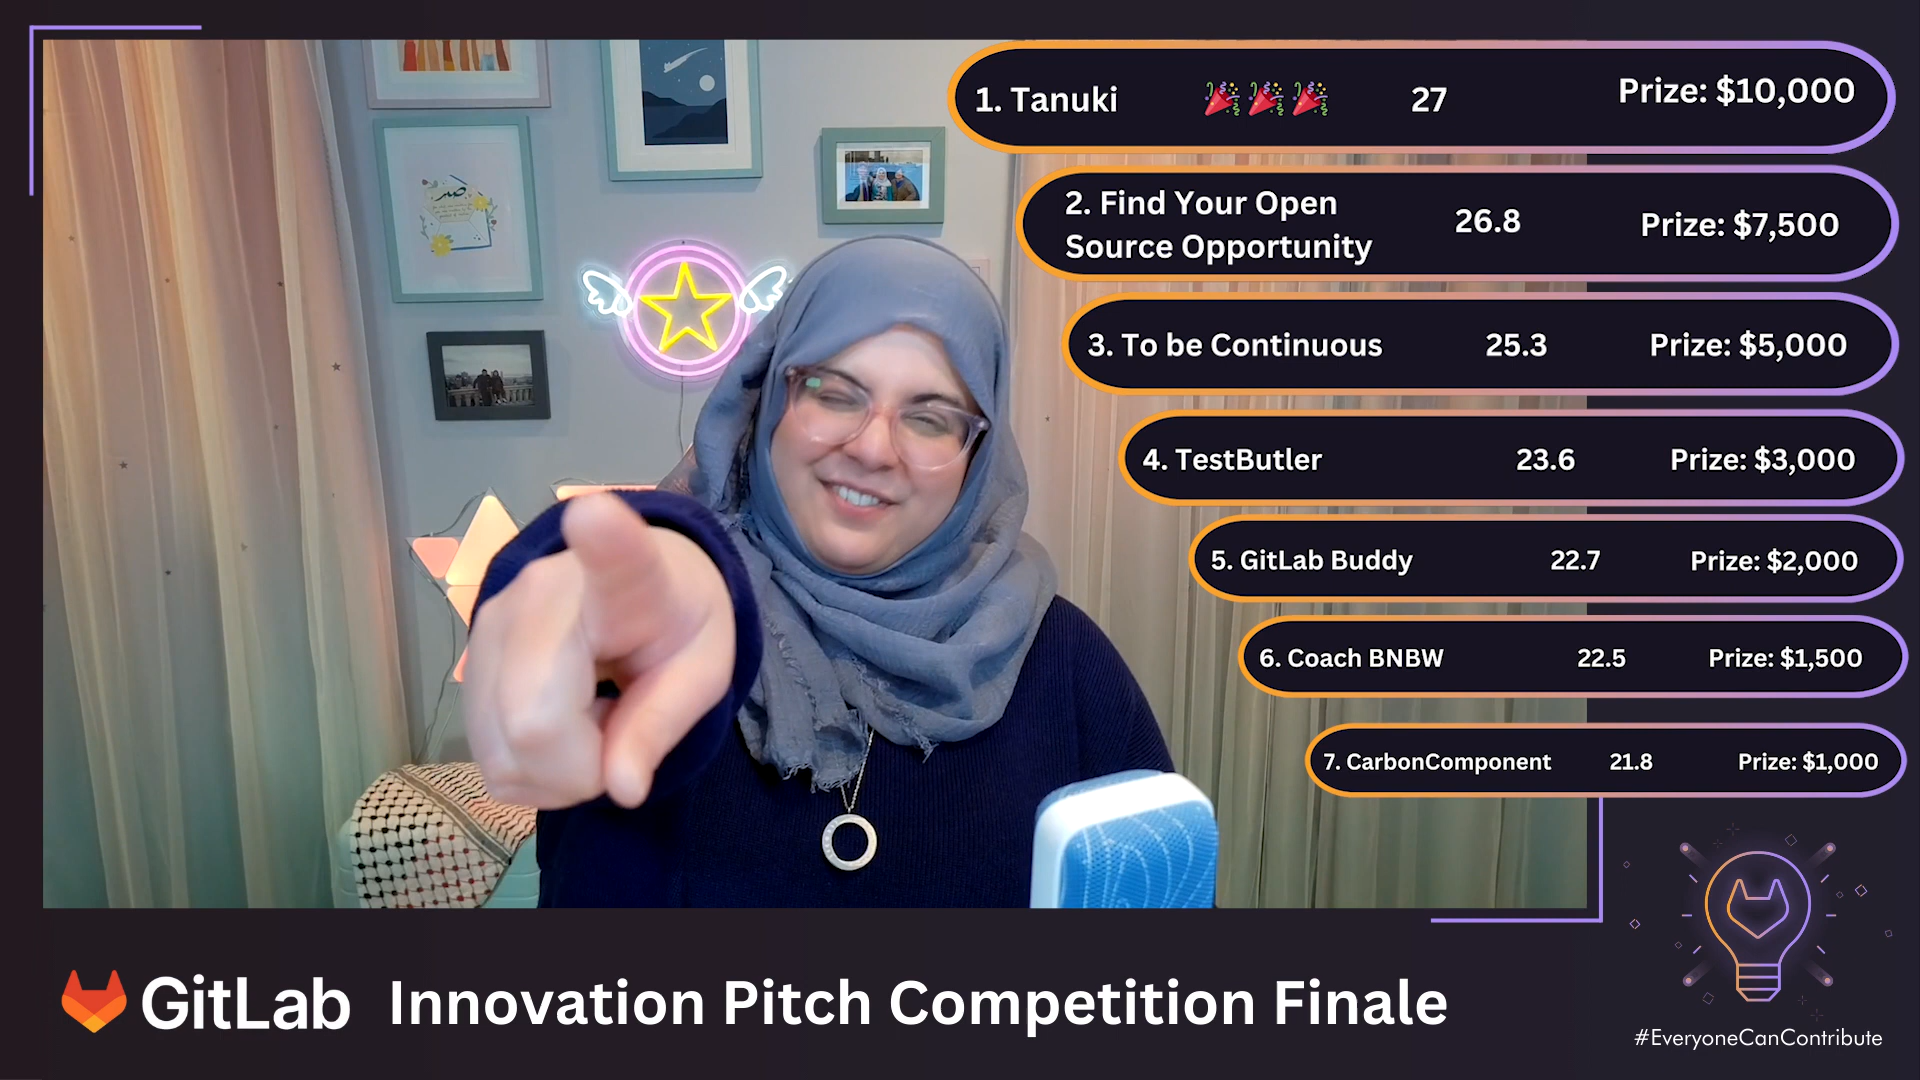 1. Tanuki 🎉🎉🎉 27 Prize: $10,000
2. Find Your Open
Source Opportunity 26.8 Prize: $7,500
3. To be Continuous 25.3 Prize: $5,000
4. TestButler 23.6 Prize: $3,000
5. GitLab Buddy 22.7 Prize: $2,000
6. Coach BNBW 22.5 Prize: $1,500
7. CarbonComponent 21.8 Prize: $1,000
صبر
GitLab Innovation Pitch Competition Finale
#EveryoneCanContribute